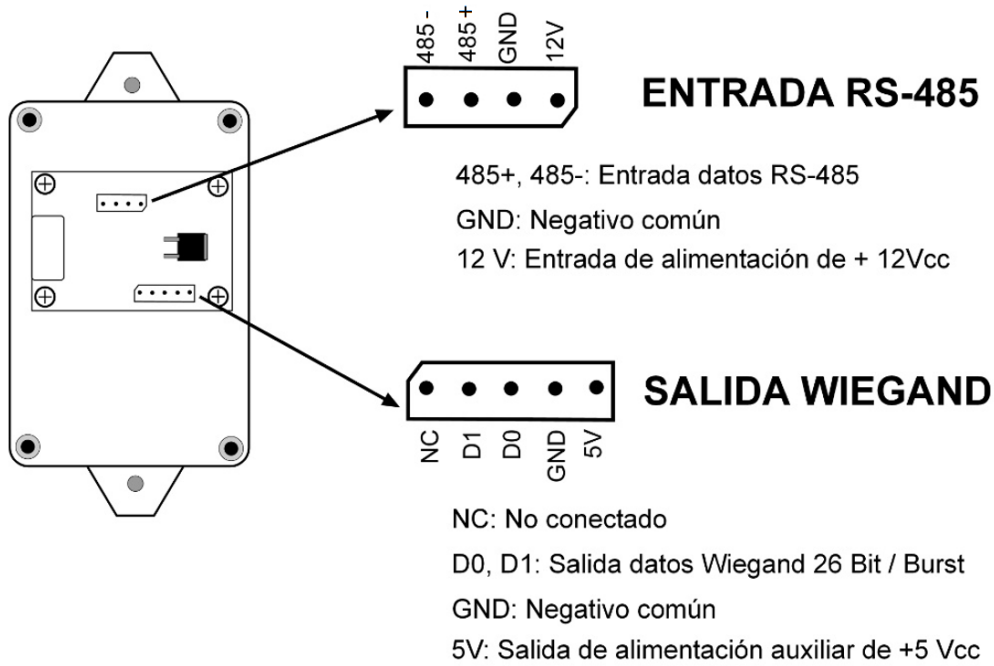 485-
485+
GND
12V
ENTRADA RS-485
485+, 485-: Entrada datos RS-485
GND: Negativo común
12 V: Entrada de alimentación de + 12Vcc
SALIDA WIEGAND
NC
D1
D0
GND
5V
NC: No conectado
D0, D1: Salida datos Wiegand 26 Bit / Burst
GND: Negativo común
5V: Salida de alimentación auxiliar de +5 Vcc